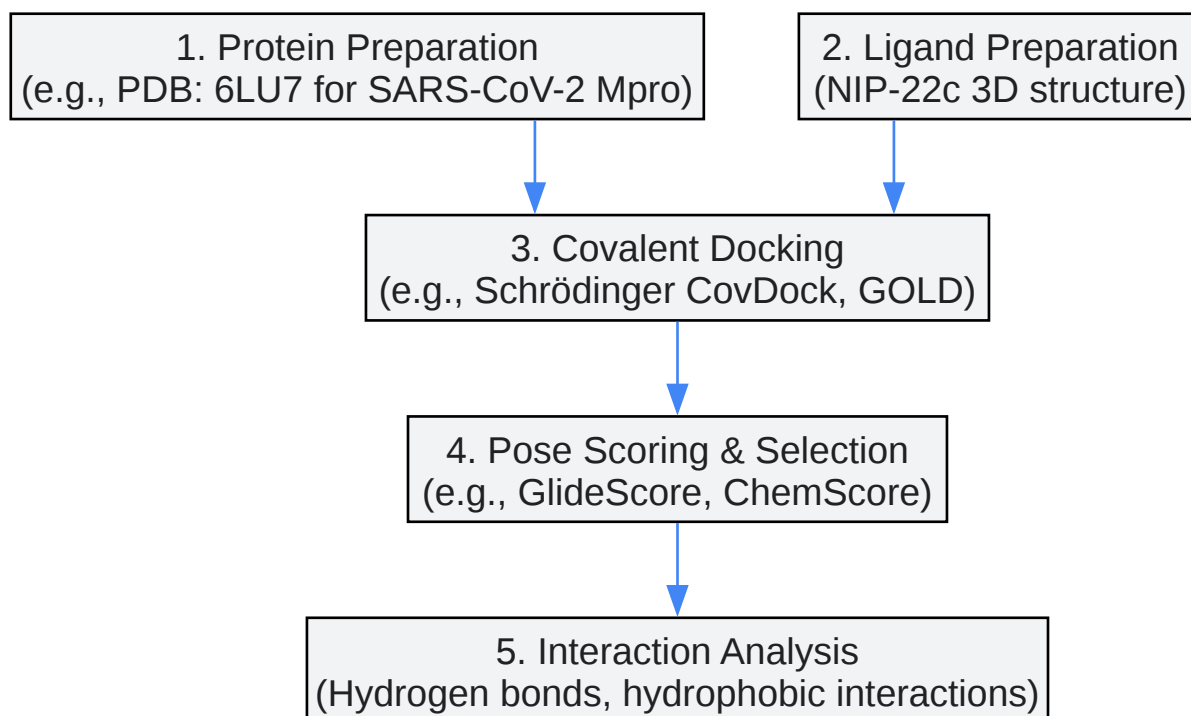 1. Protein Preparation
(e.g., PDB: 6LU7 for SARS-CoV-2 Mpro)
2. Ligand Preparation
(NIP-22c 3D structure)
3. Covalent Docking
(e.g., Schrödinger CovDock, GOLD)
4. Pose Scoring & Selection
(e.g., GlideScore, ChemScore)
5. Interaction Analysis
(Hydrogen bonds, hydrophobic interactions)